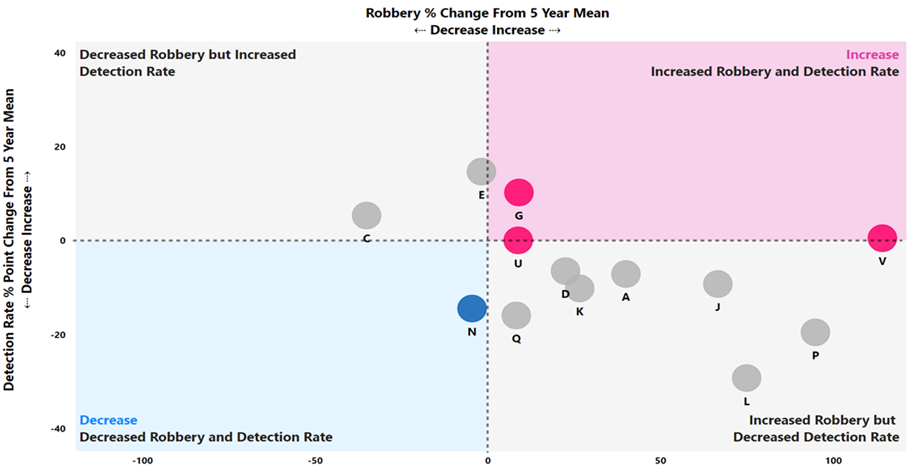 Robbery % Change From 5 Year Mean
⤎ Decrease Increase ⤏
Detection Rate % Point Change From 5 Year Mean
⤎ Decrease Increase ⤏
Decreased Robbery but Increased
Detection Rate
Increase
Increased Robbery and Detection Rate
40
20
0
-20
-40
E
G
C
U
V
D
A
K
J
N
Q
P
L
Decrease
Decreased Robbery and Detection Rate
Increased Robbery but
Decreased Detection Rate
-100
-50
0
50
100